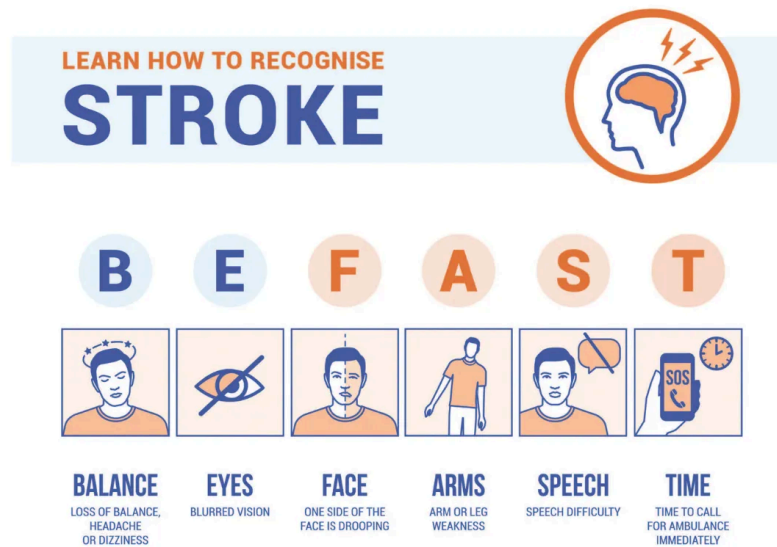 LEARN HOW TO RECOGNISE
STROKE
B E F A S T
SOS
BALANCE
LOSS OF BALANCE,
HEADACHE
OR DIZZINESS
EYES
BLURRED VISION
FACE
ONE SIDE OF THE
FACE IS DROOPING
ARMS
ARM OR LEG
WEAKNESS
SPEECH
SPEECH DIFFICULTY
TIME
TIME TO CALL
FOR AMBULANCE
IMMEDIATELY